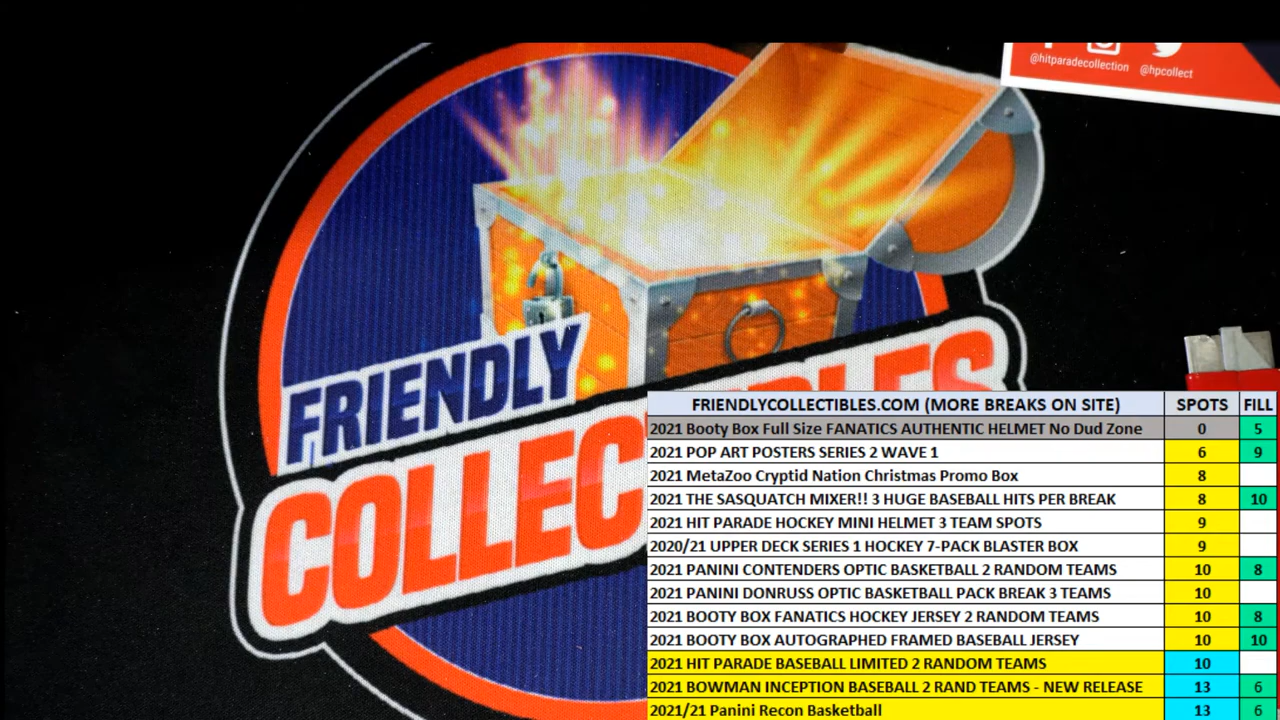 @hitparadecollection @hpcollect
FRIENDLY
COLLEC
FRIENDLYCOLLECTIBLES.COM (MORE BREAKS ON SITE) SPOTS FILL
2021 Booty Box Full Size FANATICS AUTHENTIC HELMET No Dud Zone 0 5
2021 POP ART POSTERS SERIES 2 WAVE 1 6 9
2021 MetaZoo Cryptid Nation Christmas Promo Box 8
2021 THE SASQUATCH MIXER!! 3 HUGE BASEBALL HITS PER BREAK 8 10
2021 HIT PARADE HOCKEY MINI HELMET 3 TEAM SPOTS 9
2020/21 UPPER DECK SERIES 1 HOCKEY 7-PACK BLASTER BOX 9
2021 PANINI CONTENDERS OPTIC BASKETBALL 2 RANDOM TEAMS 10 8
2021 PANINI DONRUSS OPTIC BASKETBALL PACK BREAK 3 TEAMS 10
2021 BOOTY BOX FANATICS HOCKEY JERSEY 2 RANDOM TEAMS 10 8
2021 BOOTY BOX AUTOGRAPHED FRAMED BASEBALL JERSEY 10 10
2021 HIT PARADE BASEBALL LIMITED 2 RANDOM TEAMS 10
2021 BOWMAN INCEPTION BASEBALL 2 RAND TEAMS - NEW RELEASE 13 6
2021/21 Panini Recon Basketball 13 6